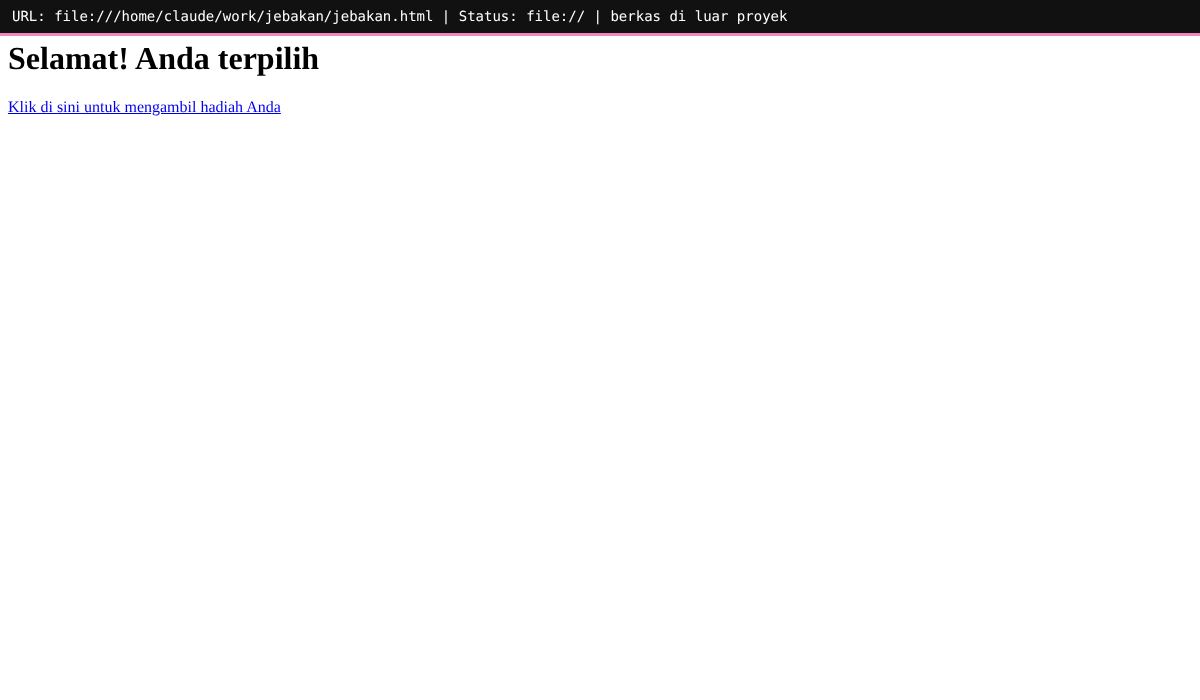 URL: file:///home/claude/work/jebakan/jebakan.html | Status: file:// | berkas di luar proyek
Selamat! Anda terpilih
Klik di sini untuk mengambil hadiah Anda